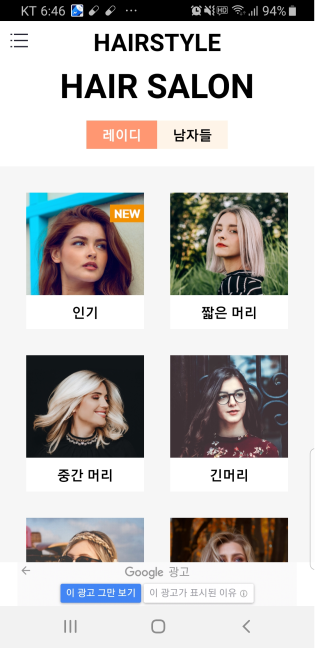 KT 6:46 ··· HD 94%
HAIRSTYLE
HAIR SALON
레이디 남자들
NEW
인기 짧은 머리
중간 머리 긴머리
Google 광고
이 광고 그만 보기 이 광고가 표시된 이유 ⓘ